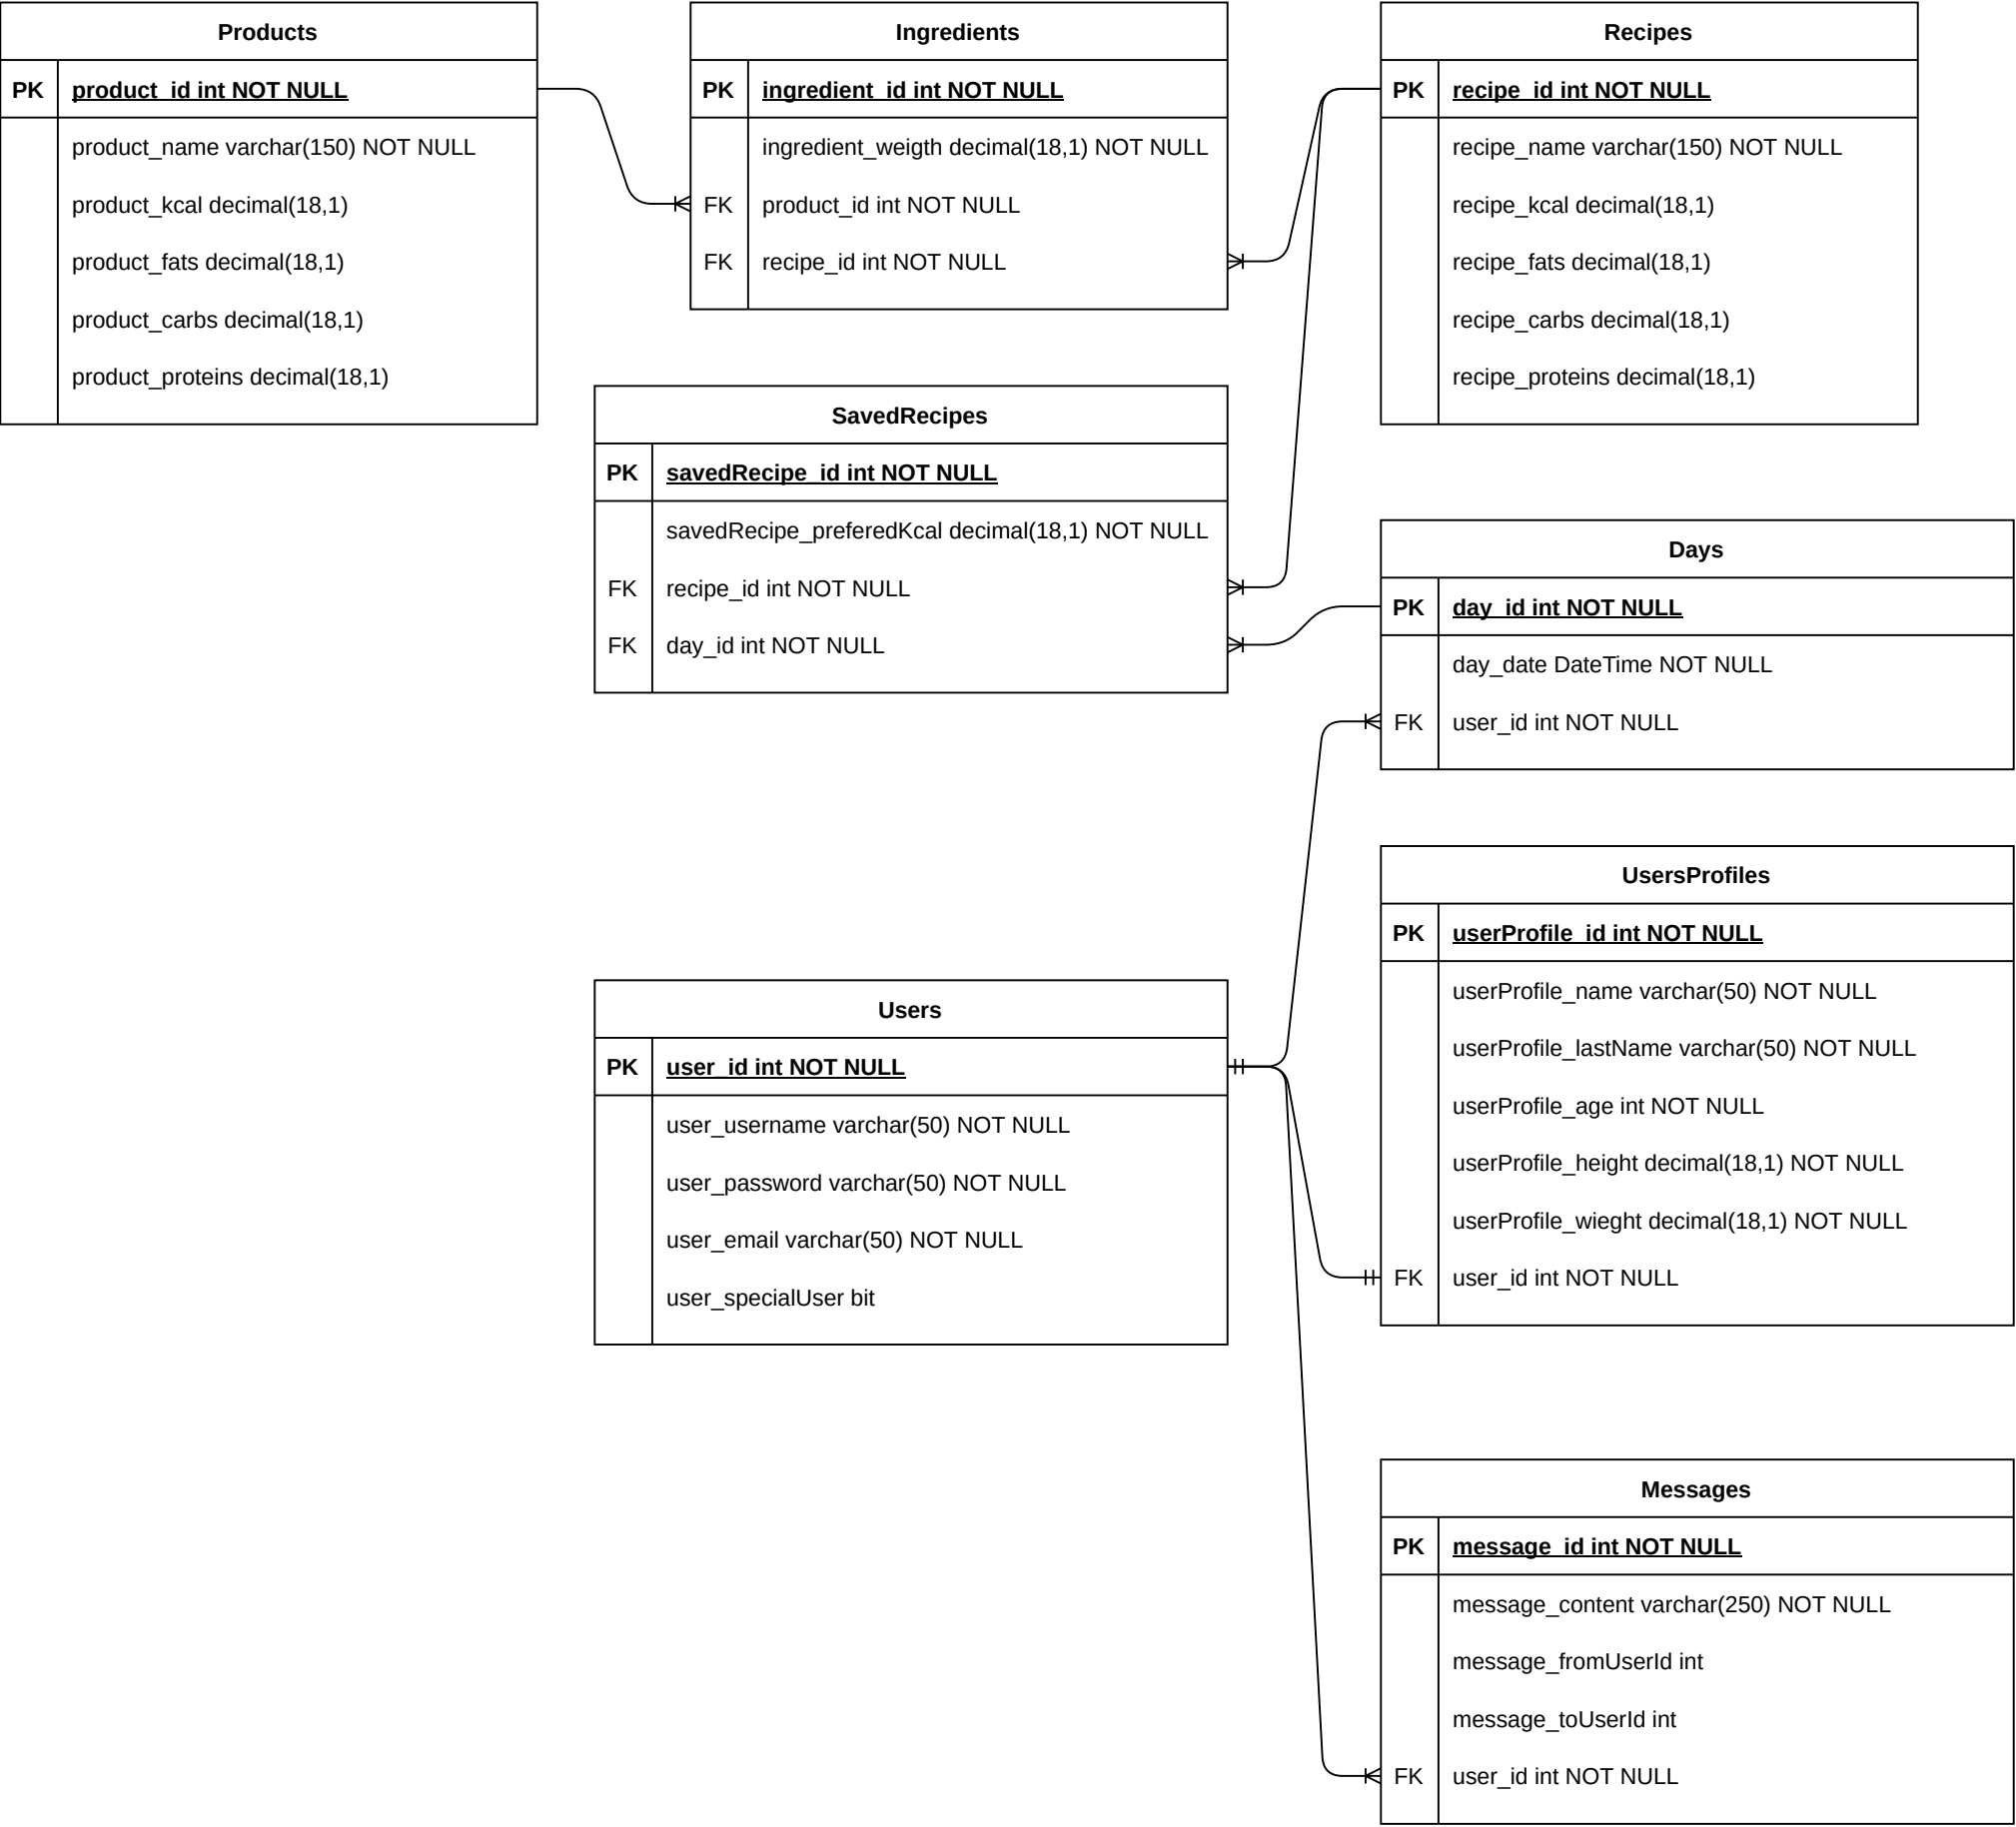 Products
PK product_id int NOT NULL
product_name varchar(150) NOT NULL
product_kcal decimal(18,1)
product_fats decimal(18,1)
product_carbs decimal(18,1)
product_proteins decimal(18,1)
Ingredients
PK ingredient_id int NOT NULL
ingredient_weigth decimal(18,1) NOT NULL
FK product_id int NOT NULL
FK recipe_id int NOT NULL
Recipes
PK recipe_id int NOT NULL
recipe_name varchar(150) NOT NULL
recipe_kcal decimal(18,1)
recipe_fats decimal(18,1)
recipe_carbs decimal(18,1)
recipe_proteins decimal(18,1)
SavedRecipes
PK savedRecipe_id int NOT NULL
savedRecipe_preferedKcal decimal(18,1) NOT NULL
FK recipe_id int NOT NULL
FK day_id int NOT NULL
Days
PK day_id int NOT NULL
day_date DateTime NOT NULL
FK user_id int NOT NULL
UsersProfiles
PK userProfile_id int NOT NULL
userProfile_name varchar(50) NOT NULL
userProfile_lastName varchar(50) NOT NULL
userProfile_age int NOT NULL
userProfile_height decimal(18,1) NOT NULL
userProfile_wieght decimal(18,1) NOT NULL
FK user_id int NOT NULL
Users
PK user_id int NOT NULL
user_username varchar(50) NOT NULL
user_password varchar(50) NOT NULL
user_email varchar(50) NOT NULL
user_specialUser bit
Messages
PK message_id int NOT NULL
message_content varchar(250) NOT NULL
message_fromUserId int
message_toUserId int
FK user_id int NOT NULL